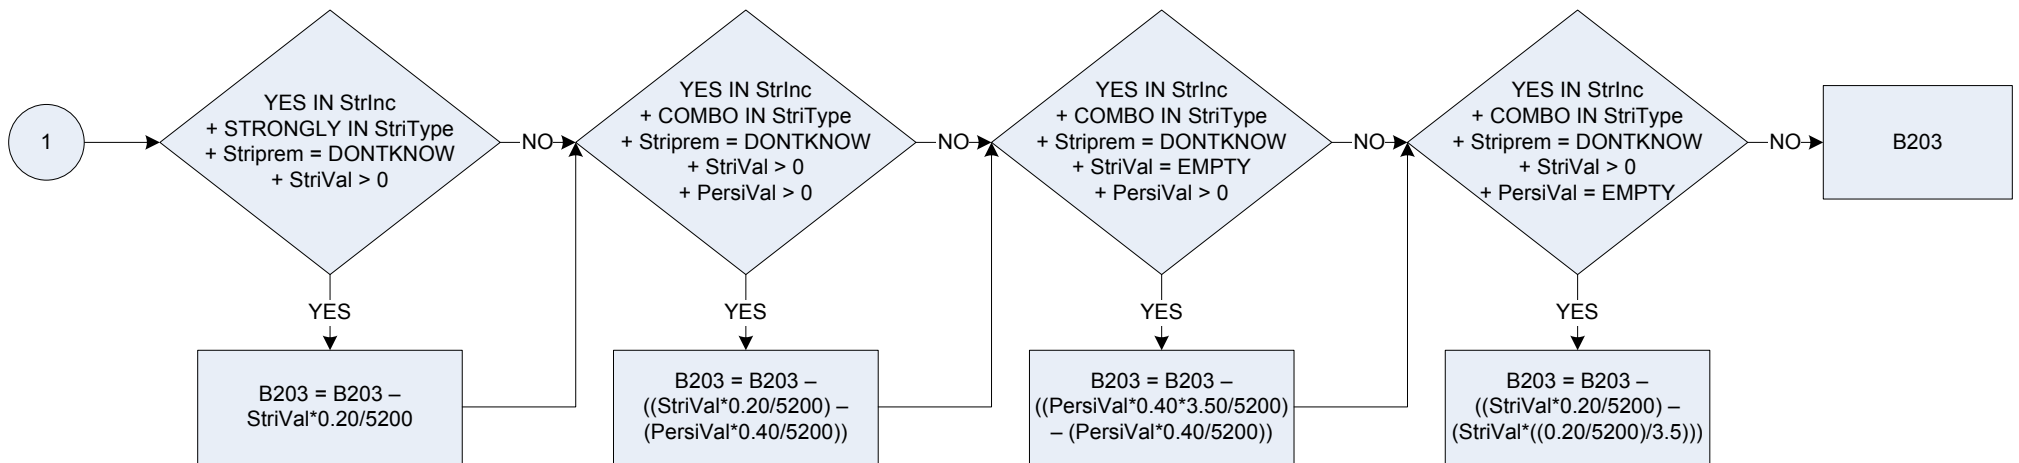 1
YES IN StrInc
+ STRONGLY IN StriType
+ Striprem = DONTKNOW
+ StriVal > 0
NO
YES IN StrInc
+ COMBO IN StriType
+ Striprem = DONTKNOW
+ StriVal > 0
+ PersiVal > 0
NO
YES IN StrInc
+ COMBO IN StriType
+ Striprem = DONTKNOW
+ StriVal = EMPTY
+ PersiVal > 0
NO
YES IN StrInc
+ COMBO IN StriType
+ Striprem = DONTKNOW
+ StriVal > 0
+ PersiVal = EMPTY
NO
B203
YES
YES
YES
YES
B203 = B203 –
StriVal*0.20/5200
B203 = B203 –
((StriVal*0.20/5200) –
(PersiVal*0.40/5200))
B203 = B203 –
((PersiVal*0.40*3.50/5200)
– (PersiVal*0.40/5200))
B203 = B203 –
((StriVal*0.20/5200) –
(StriVal*((0.20/5200)/3.5)))